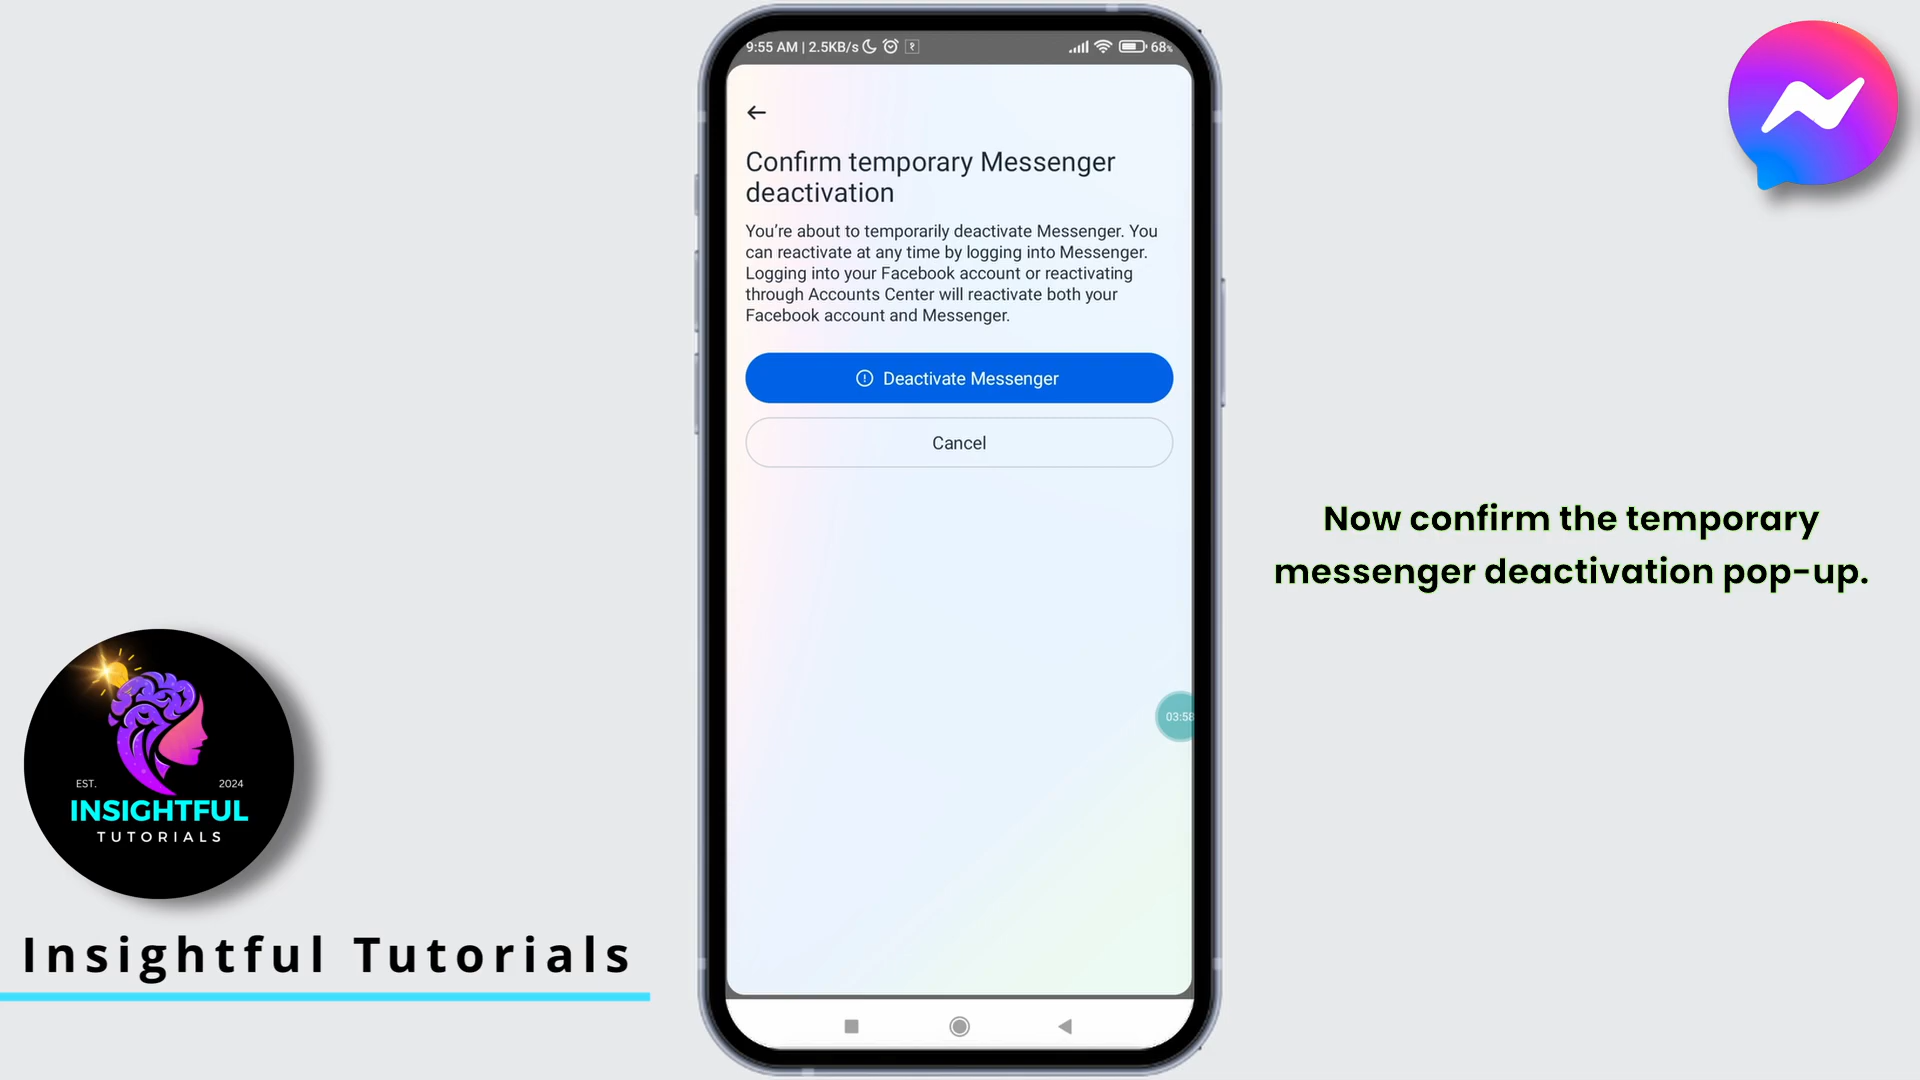 9:55 AM | 2.5KB/s
68%
Confirm temporary Messenger
deactivation
You’re about to temporarily deactivate Messenger. You
can reactivate at any time by logging into Messenger.
Logging into your Facebook account or reactivating
through Accounts Center will reactivate both your
Facebook account and Messenger.
Deactivate Messenger
Cancel
03:58
Now confirm the temporary
messenger deactivation pop-up.
EST. 2024
INSIGHTFUL
TUTORIALS
Insightful Tutorials